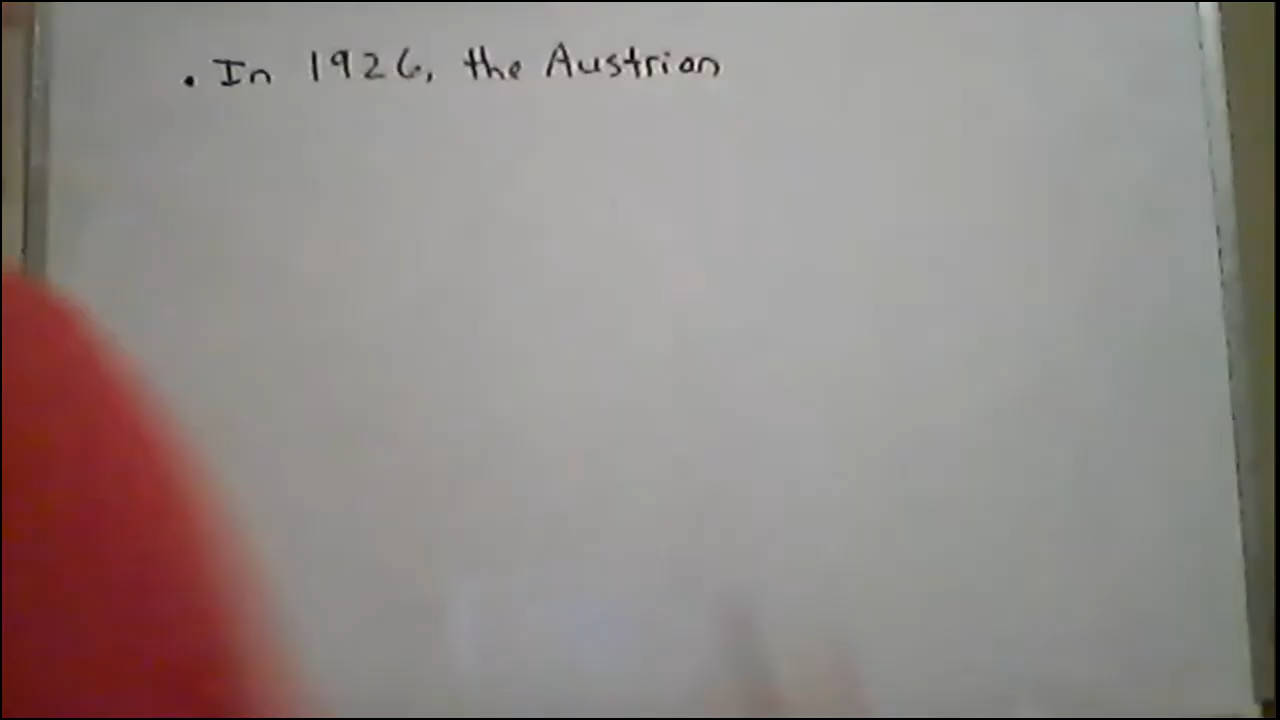 • In 1926, the Austrian